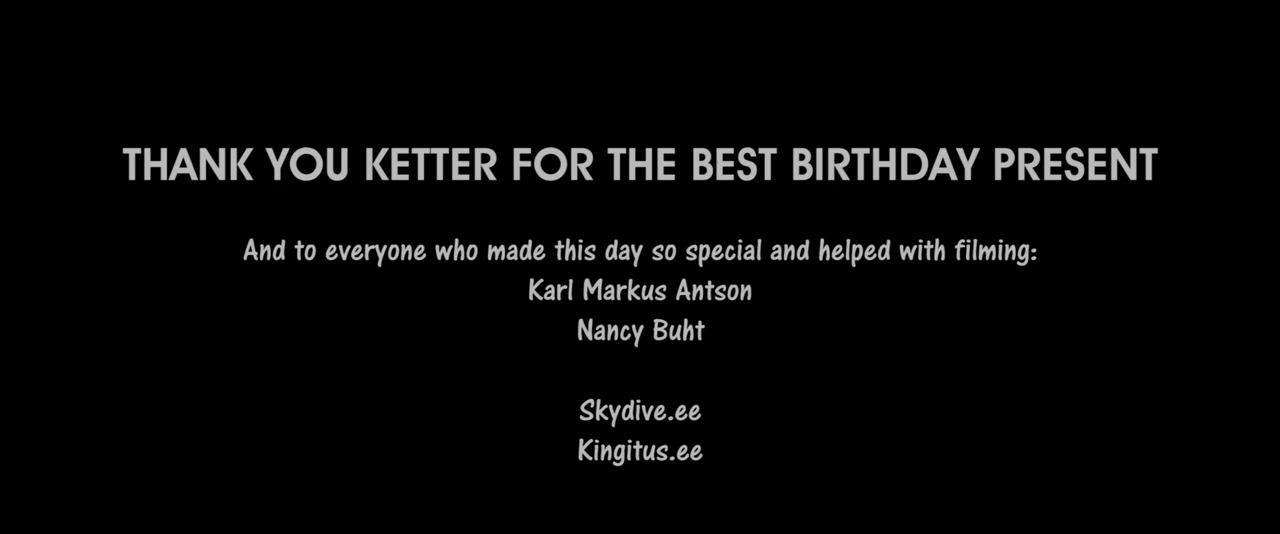 THANK YOU KETTER FOR THE BEST BIRTHDAY PRESENT
And to everyone who made this day so special and helped with filming:
Karl Markus Antson
Nancy Buht
Skydive.ee
Kingitus.ee